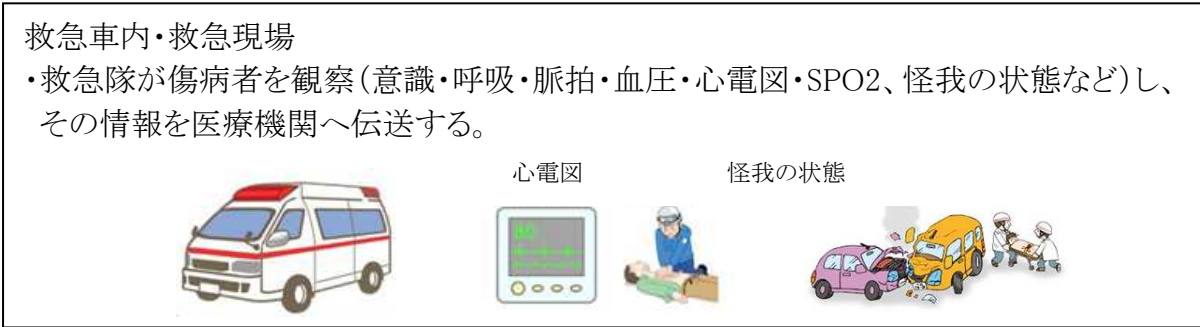 救急車内・救急現場
・救急隊が傷病者を観察（意識・呼吸・脈拍・血圧・心電図・SPO2、怪我の状態など）し、
その情報を医療機関へ伝送する。
心電図 怪我の状態
80